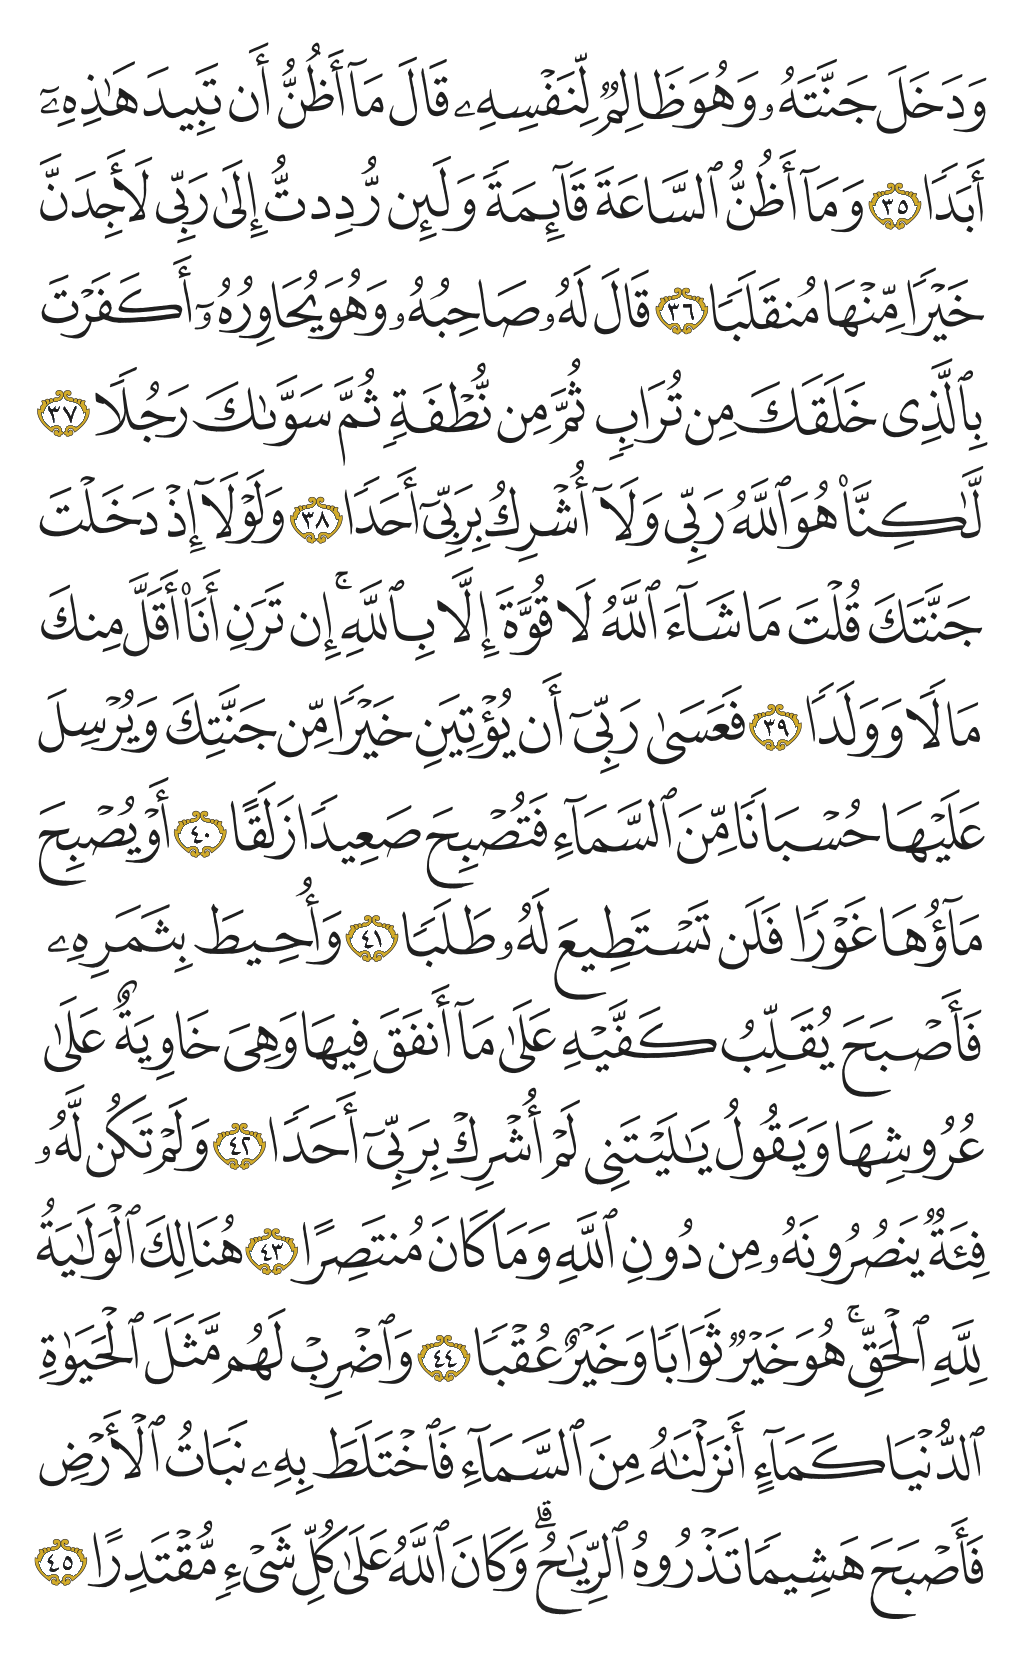 وَدَخَلَ جَنَّتَهُۥ وَهُوَ ظَالِمٌ لِّنَفْسِهِۦ قَالَ مَآ أَظُنُّ أَن تَبِيدَ هَٰذِهِۦٓ
أَبَدًا ٣٥ وَمَآ أَظُنُّ ٱلسَّاعَةَ قَآئِمَةً وَلَئِن رُّدِدتُّ إِلَىٰ رَبِّى لَأَجِدَنَّ
خَيْرًا مِّنْهَا مُنقَلَبًا ٣٦ قَالَ لَهُۥ صَاحِبُهُۥ وَهُوَ يُحَاوِرُهُۥٓ أَكَفَرْتَ
بِٱلَّذِى خَلَقَكَ مِن تُرَابٍ ثُمَّ مِن نُّطْفَةٍ ثُمَّ سَوَّىٰكَ رَجُلًا ٣٧
لَّٰكِنَّا۠ هُوَ ٱللَّهُ رَبِّى وَلَآ أُشْرِكُ بِرَبِّىٓ أَحَدًا ٣٨ وَلَوْلَآ إِذْ دَخَلْتَ
جَنَّتَكَ قُلْتَ مَا شَآءَ ٱللَّهُ لَا قُوَّةَ إِلَّا بِٱللَّهِ ۚ إِن تَرَنِ أَنَا۠ أَقَلَّ مِنكَ
مَالًا وَوَلَدًا ٣٩ فَعَسَىٰ رَبِّىٓ أَن يُؤْتِيَنِ خَيْرًا مِّن جَنَّتِكَ وَيُرْسِلَ
عَلَيْهَا حُسْبَانًا مِّنَ ٱلسَّمَآءِ فَتُصْبِحَ صَعِيدًا زَلَقًا ٤٠ أَوْ يُصْبِحَ
مَآؤُهَا غَوْرًا فَلَن تَسْتَطِيعَ لَهُۥ طَلَبًا ٤١ وَأُحِيطَ بِثَمَرِهِۦ
فَأَصْبَحَ يُقَلِّبُ كَفَّيْهِ عَلَىٰ مَآ أَنفَقَ فِيهَا وَهِىَ خَاوِيَةٌ عَلَىٰ
عُرُوشِهَا وَيَقُولُ يَٰلَيْتَنِى لَمْ أُشْرِكْ بِرَبِّىٓ أَحَدًا ٤٢ وَلَمْ تَكُن لَّهُۥ
فِئَةٌ يَنصُرُونَهُۥ مِن دُونِ ٱللَّهِ وَمَا كَانَ مُنتَصِرًا ٤٣ هُنَالِكَ ٱلْوَلَٰيَةُ
لِلَّهِ ٱلْحَقِّ ۚ هُوَ خَيْرٌ ثَوَابًا وَخَيْرٌ عُقْبًا ٤٤ وَٱضْرِبْ لَهُم مَّثَلَ ٱلْحَيَوٰةِ
ٱلدُّنْيَا كَمَآءٍ أَنزَلْنَٰهُ مِنَ ٱلسَّمَآءِ فَٱخْتَلَطَ بِهِۦ نَبَاتُ ٱلْأَرْضِ
فَأَصْبَحَ هَشِيمًا تَذْرُوهُ ٱلرِّيَٰحُ ۗ وَكَانَ ٱللَّهُ عَلَىٰ كُلِّ شَىْءٍ مُّقْتَدِرًا ٤٥